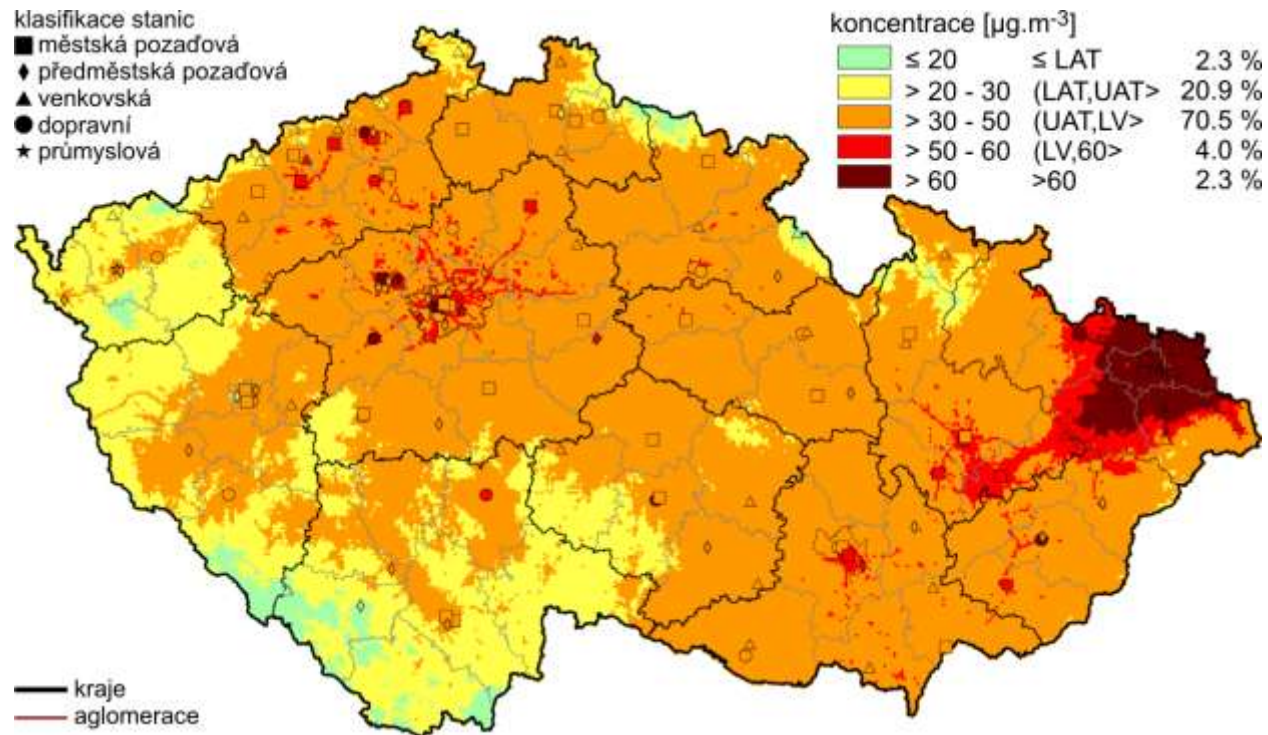 klasifikace stanic
městská pozaďová
předměstská pozaďová
venkovská
dopravní
průmyslová
koncentrace [µg.m-3]
≤ 20 ≤ LAT 2.3 %
> 20 - 30 (LAT,UAT> 20.9 %
> 30 - 50 (UAT,LV> 70.5 %
> 50 - 60 (LV,60> 4.0 %
> 60 >60 2.3 %
kraje
aglomerace